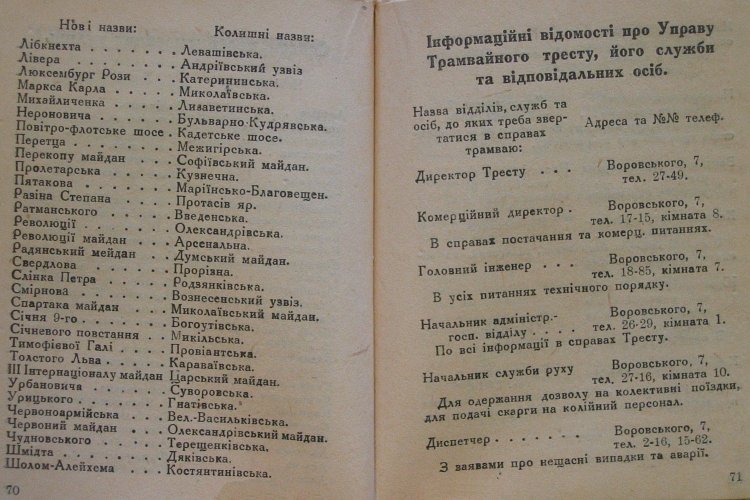 Нові назви: Колишні назви:
Лібкнехта . . . . . . . Левашівська.
Лівера . . . . . . . . . Андріївський узвіз
Люксембург Рози . . . . Катерининська.
Маркса Карла . . . . . Миколаївська.
Михайличенка . . . . . Лизаветинська.
Нероновича . . . . . . Бульварно-Кудрявська.
Повітро-флотське шосе . Кадетське шосе.
Перетца . . . . . . . . Межигірська.
Перекопу майдан . . . . Софіївський майдан.
Пролетарська . . . . . Кузнечна.
Пятакова . . . . . . . Маріїнсько-Благовещен.
Разіна Степана . . . . Протасів яр.
Ратманського . . . . . Введенська.
Революції . . . . . . . Олександрівська.
Революції майдан . . . Арсенальна.
Радянський мейдан . . . Думський майдан.
Свердлова . . . . . . . Прорізна.
Слінка Петра . . . . . Родзянківська.
Смірнова . . . . . . . Вознесенський узвіз.
Спартака майдан . . . . Миколаївський майдан.
Січня 9-го . . . . . . Богоутівська.
Січневого повстання . . Микільська.
Тимофієвої Галі . . . . Провіантська.
Толстого Льва . . . . . Караваївська.
III Інтернаціоналу майдан Царський майдан.
Урбановича . . . . . . Суворовська.
Урицького . . . . . . . Гнатівська.
Червоноармійська . . . Вел.-Васильківська.
Червоний майдан . . . . Олександрівський майдан.
Чудновського . . . . . Терещенківська.
Шмідта . . . . . . . . Дяківська.
Шолом-Алейхема . . . . Костянтинівська.
70
Інформаційні відомості про Управу
Трамвайного тресту, його служби
та відповідальних осіб.
Назва відділів, служб та
осіб, до яких треба звер-
татися в справах
трамваю:
Адреса та №№ телеф.
Директор Тресту . . . Воровського, 7,
тел. 27-49.
Комерційний директор . Воровського, 7,
тел. 17-15, кімната 8.
В справах постачання та комерц. питаннях.
Головний інженер . . . Воровського, 7,
тел. 18-85, кімната 7.
В усіх питаннях технічного порядку.
Начальник адміністр.- Воровського, 7,
госп. відділу . . . . тел. 26-29, кімната 1.
По всі інформації в справах Тресту.
Начальник служби руху Воровського, 7,
тел. 27-16, кімната 10.
Для одержання дозволу на колективні поїздки,
для подачі скарги на колійний персонал.
Диспетчер . . . . . . Воровського, 7,
тел. 2-16, 15-62.
З заявами про нещасні випадки та аварії.
71